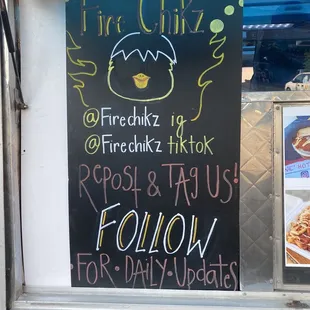 Fire Chikz
@Firechikz ig
@Firechikz tiktok
REPOST & TAG US!
FOLLOW
FOR • DAILY • UPDATES